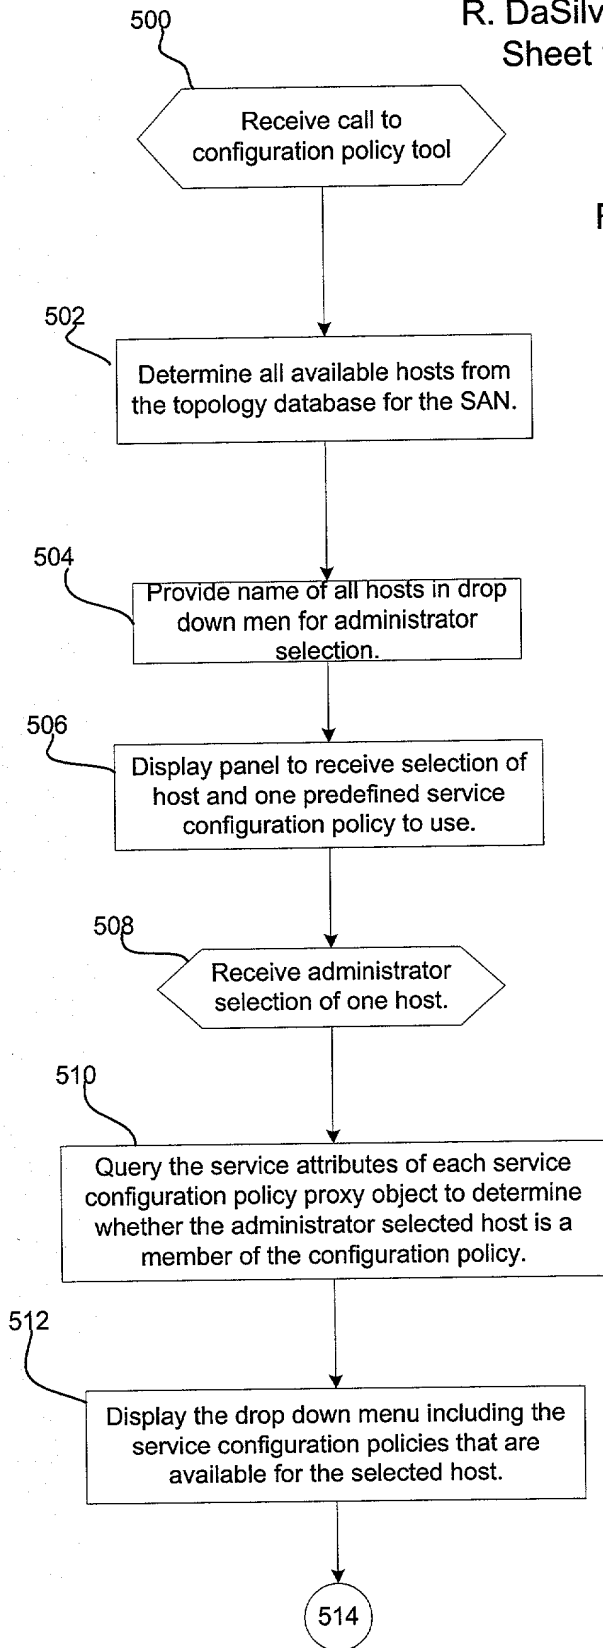 500
R. DaSilv
Sheet
Receive call to
configuration policy tool
F
502
Determine all available hosts from
the topology database for the SAN.
504
Provide name of all hosts in drop
down men for administrator
selection.
506
Display panel to receive selection of
host and one predefined service
configuration policy to use.
508
Receive administrator
selection of one host.
510
Query the service attributes of each service
configuration policy proxy object to determine
whether the administrator selected host is a
member of the configuration policy.
512
Display the drop down menu including the
service configuration policies that are
available for the selected host.
514